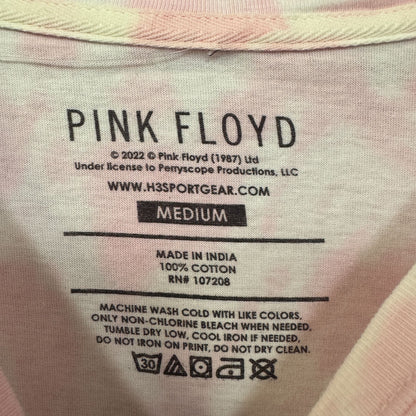 PINK FLOYD
© 2022 © Pink Floyd (1987) Ltd
Under license to Perryscope Productions, LLC
WWW.H3SPORTGEAR.COM
MEDIUM
MADE IN INDIA
100% COTTON
RN# 107208
MACHINE WASH COLD WITH LIKE COLORS.
ONLY NON-CHLORINE BLEACH WHEN NEEDED.
TUMBLE DRY LOW, COOL IRON IF NEEDED,
DO NOT IRON ON PRINT, DO NOT DRY CLEAN.
30